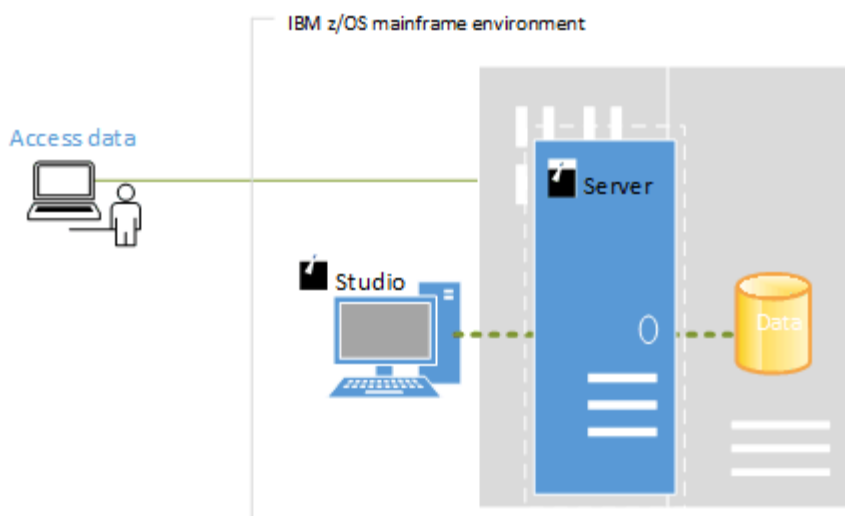 IBM z/OS mainframe environment
Access data
Server
Studio
Data